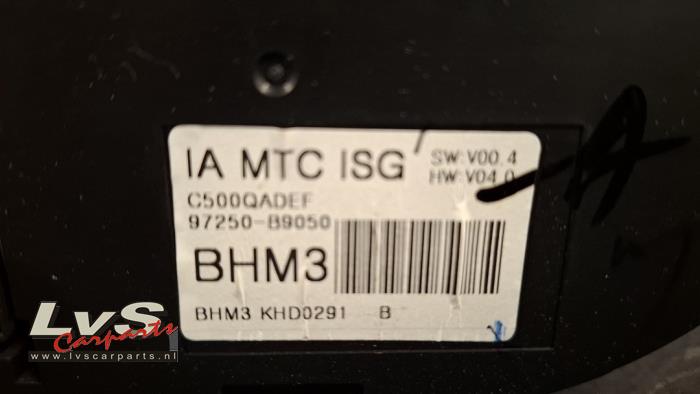 IA MTC ISG
SW:V00.4
HW:V04.0
C500QADEF
97250-B9050
BHM3
BHM3 KHD0291 B
A
LvS
Carparts
www.lvscarparts.nl